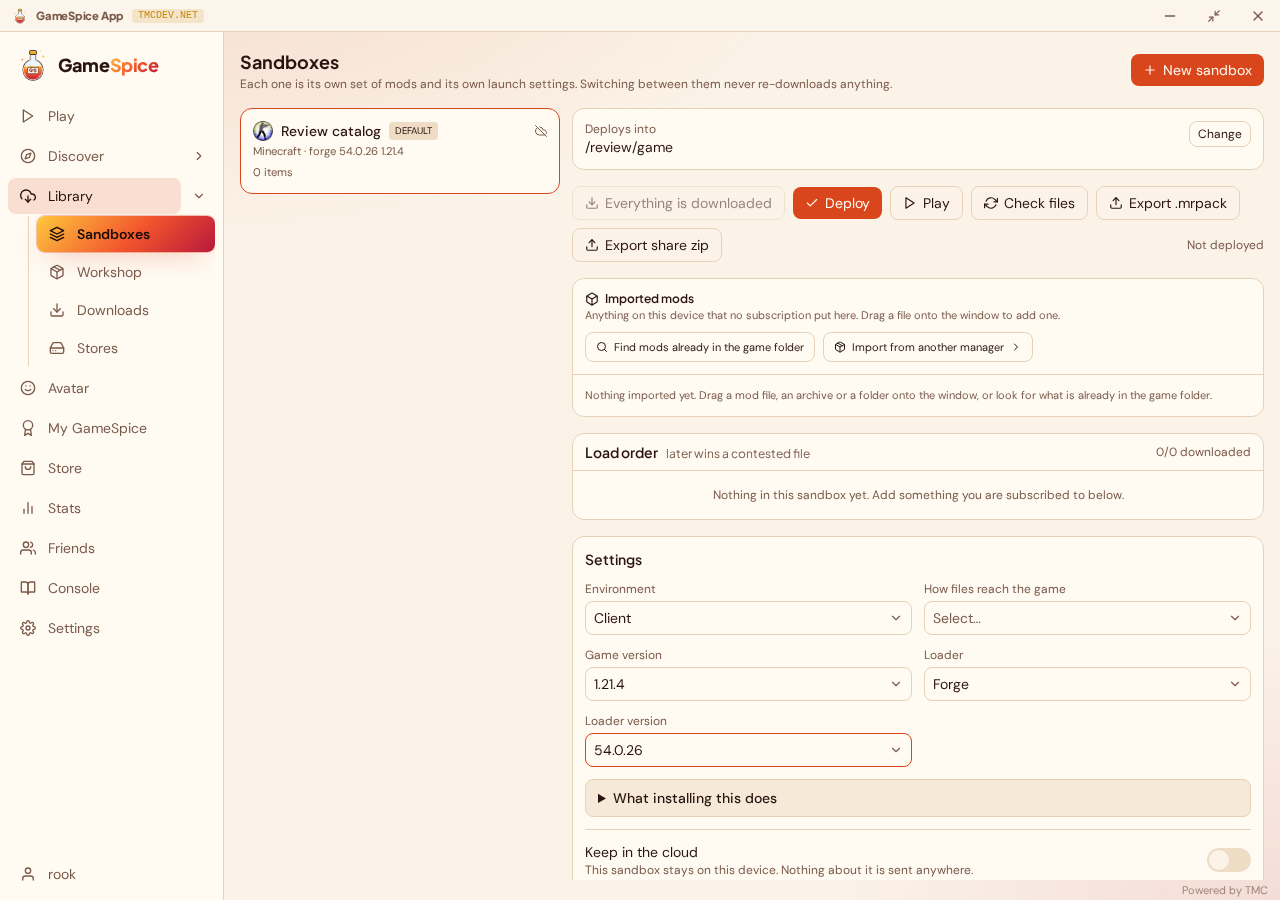 GameSpice App TMCDEV.NET
GameSpice
Play
Discover
Library
Sandboxes
Workshop
Downloads
Stores
Avatar
My GameSpice
Store
Stats
Friends
Console
Settings
rook
Sandboxes
Each one is its own set of mods and its own launch settings. Switching between them never re-downloads anything.
New sandbox
Review catalog DEFAULT
Minecraft · forge 54.0.26 1.21.4
0 items
Deploys into
/review/game
Change
Everything is downloaded
Deploy
Play
Check files
Export .mrpack
Export share zip
Not deployed
Imported mods
Anything on this device that no subscription put here. Drag a file onto the window to add one.
Find mods already in the game folder
Import from another manager
Nothing imported yet. Drag a mod file, an archive or a folder onto the window, or look for what is already in the game folder.
Load order later wins a contested file
0/0 downloaded
Nothing in this sandbox yet. Add something you are subscribed to below.
Settings
Environment
Client
How files reach the game
Select...
Game version
1.21.4
Loader
Forge
Loader version
54.0.26
What installing this does
Keep in the cloud
This sandbox stays on this device. Nothing about it is sent anywhere.
Powered by TMC